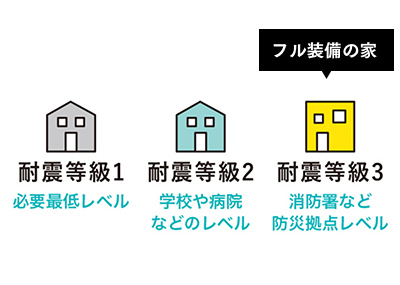 フル装備の家
耐震等級1
必要最低レベル
耐震等級2
学校や病院
などのレベル
耐震等級3
消防署など
防災拠点レベル